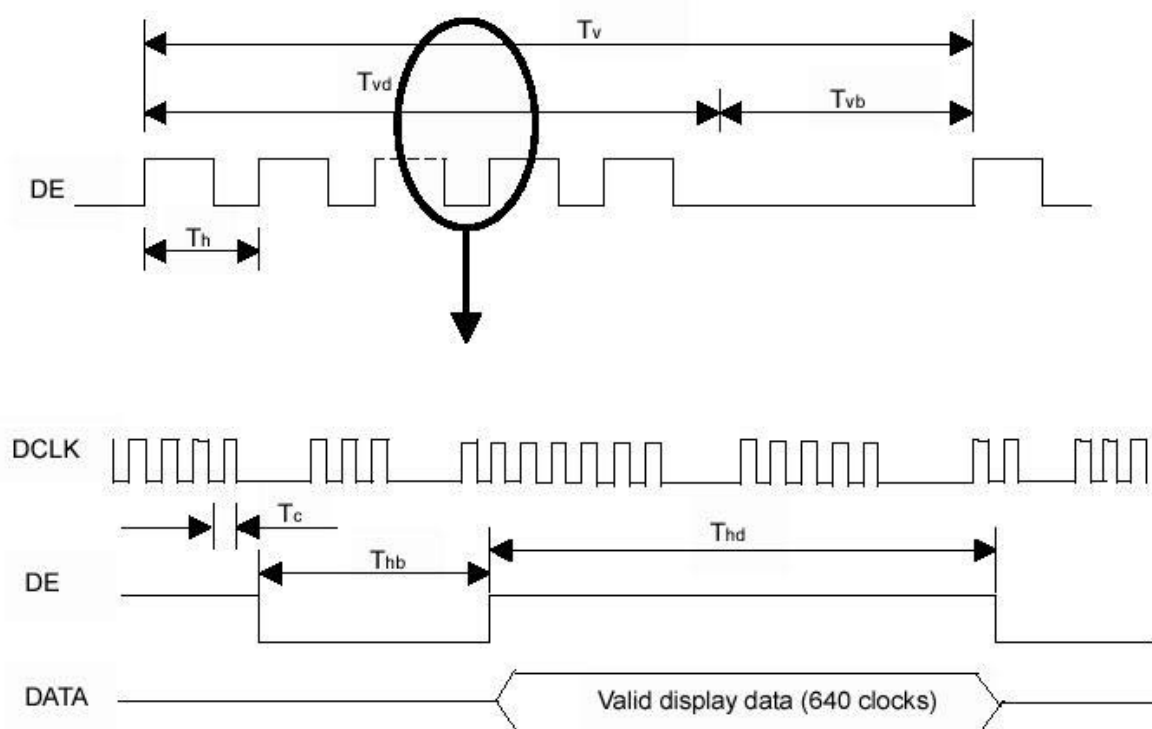 Tv
Tvd
Tvb
DE
Th
DCLK
Tc
Thd
Thb
DE
DATA
Valid display data (640 clocks)